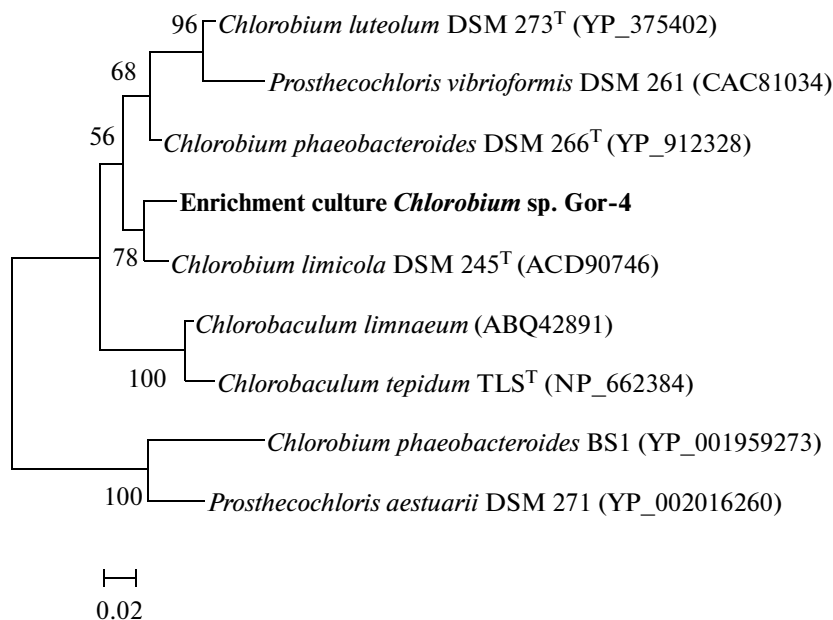 96
Chlorobium luteolum DSM 273ᵀ (YP_375402)
68
Prosthecochloris vibrioformis DSM 261 (CAC81034)
56
Chlorobium phaeobacteroides DSM 266ᵀ (YP_912328)
Enrichment culture Chlorobium sp. Gor-4
78
Chlorobium limicola DSM 245ᵀ (ACD90746)
Chlorobaculum limnaeum (ABQ42891)
100
Chlorobaculum tepidum TLSᵀ (NP_662384)
Chlorobium phaeobacteroides BS1 (YP_001959273)
100
Prosthecochloris aestuarii DSM 271 (YP_002016260)
0.02